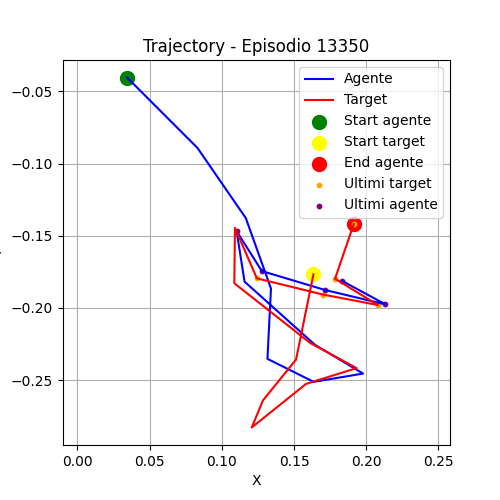 Trajectory - Episodio 13350
Agente
Target
Start agente
Start target
End agente
Ultimi target
Ultimi agente
−0.05
−0.10
−0.15
−0.20
−0.25
0.00
0.05
0.10
0.15
0.20
0.25
X